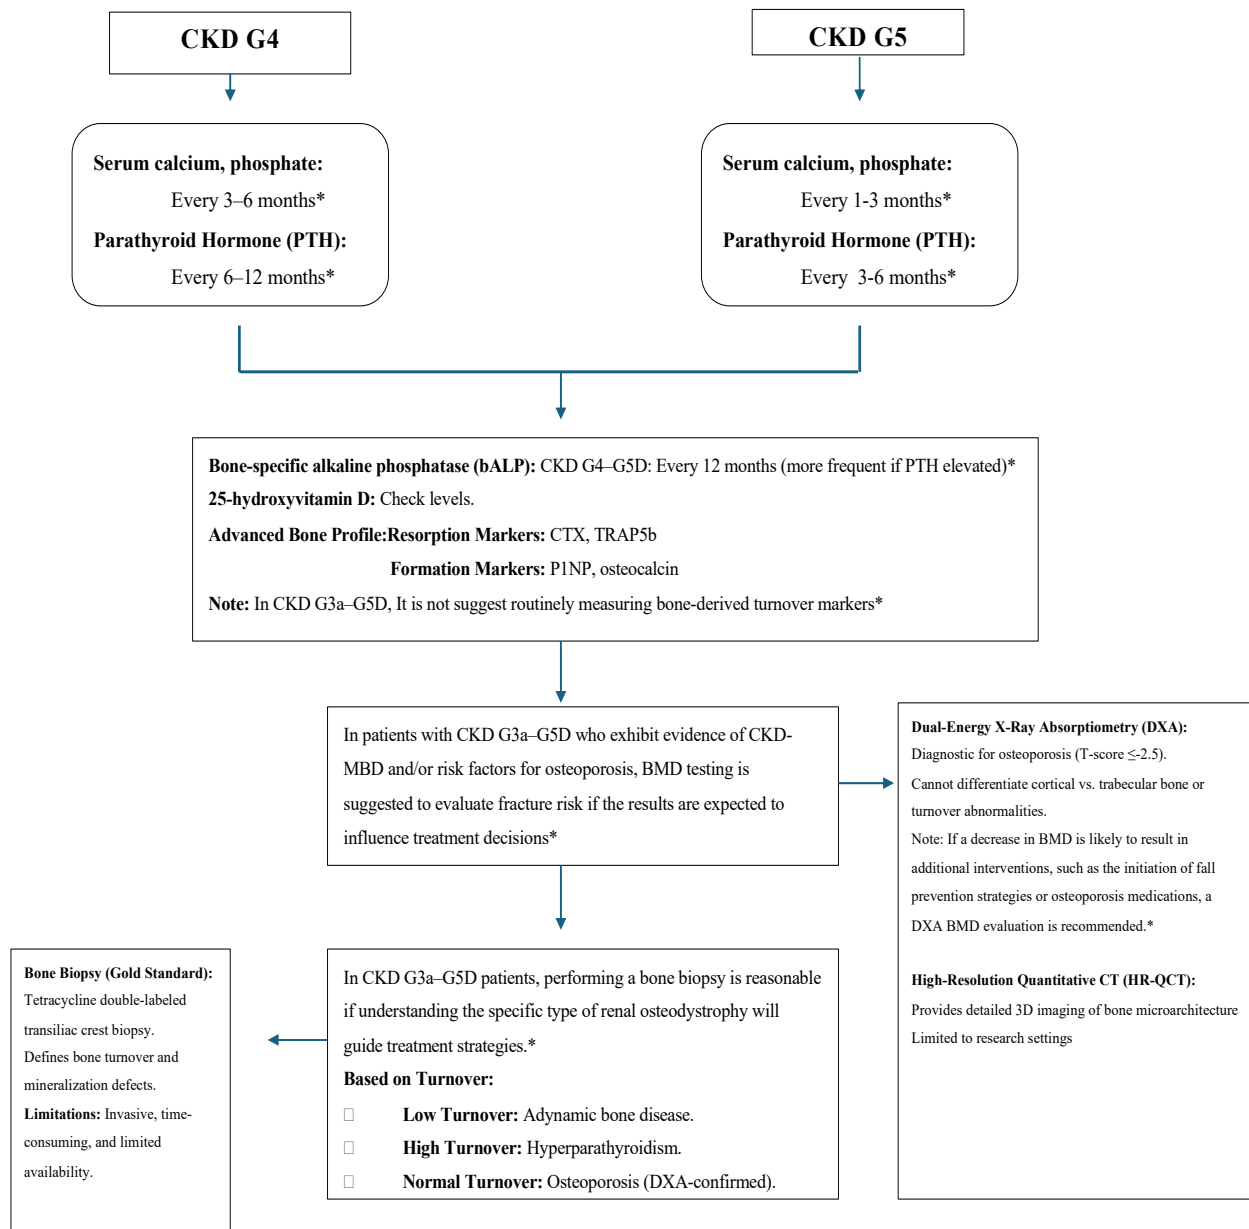 CKD G4
CKD G5
Serum calcium, phosphate:
Every 3–6 months*
Parathyroid Hormone (PTH):
Every 6–12 months*
Serum calcium, phosphate:
Every 1-3 months*
Parathyroid Hormone (PTH):
Every 3-6 months*
Bone-specific alkaline phosphatase (bALP): CKD G4–G5D: Every 12 months (more frequent if PTH elevated)*
25-hydroxyvitamin D: Check levels.
Advanced Bone Profile:Resorption Markers: CTX, TRAP5b
Formation Markers: P1NP, osteocalcin
Note: In CKD G3a–G5D, It is not suggest routinely measuring bone-derived turnover markers*
In patients with CKD G3a–G5D who exhibit evidence of CKD-
MBD and/or risk factors for osteoporosis, BMD testing is
suggested to evaluate fracture risk if the results are expected to
influence treatment decisions*
Dual-Energy X-Ray Absorptiometry (DXA):
Diagnostic for osteoporosis (T-score ≤-2.5).
Cannot differentiate cortical vs. trabecular bone or
turnover abnormalities.
Note: If a decrease in BMD is likely to result in
additional interventions, such as the initiation of fall
prevention strategies or osteoporosis medications, a
DXA BMD evaluation is recommended.*
High-Resolution Quantitative CT (HR-QCT):
Provides detailed 3D imaging of bone microarchitecture
Limited to research settings
Bone Biopsy (Gold Standard):
Tetracycline double-labeled
transiliac crest biopsy.
Defines bone turnover and
mineralization defects.
Limitations: Invasive, time-
consuming, and limited
availability.
In CKD G3a–G5D patients, performing a bone biopsy is reasonable
if understanding the specific type of renal osteodystrophy will
guide treatment strategies.*
Based on Turnover:
Low Turnover: Adynamic bone disease.
High Turnover: Hyperparathyroidism.
Normal Turnover: Osteoporosis (DXA-confirmed).